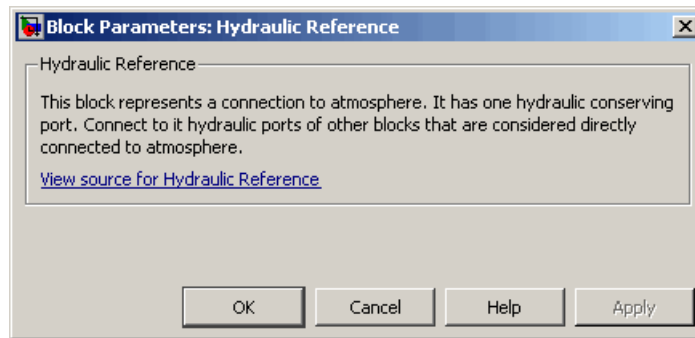 Block Parameters: Hydraulic Reference
Hydraulic Reference
This block represents a connection to atmosphere. It has one hydraulic conserving
port. Connect to it hydraulic ports of other blocks that are considered directly
connected to atmosphere.
View source for Hydraulic Reference
OK Cancel Help Apply